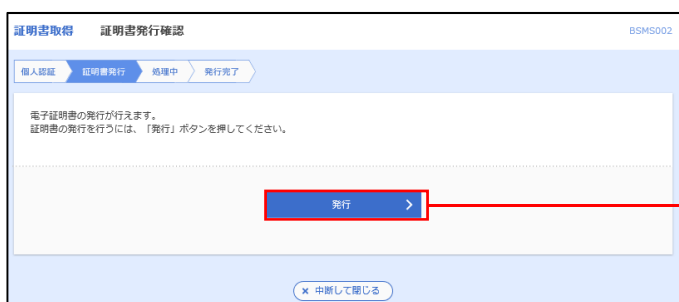 証明書取得 証明書発行確認 BSMS002
個人認証 証明書発行 処理中 発行完了
電子証明書の発行が行えます。
証明書の発行を行うには、「発行」ボタンを押してください。
発行
× 中断して閉じる